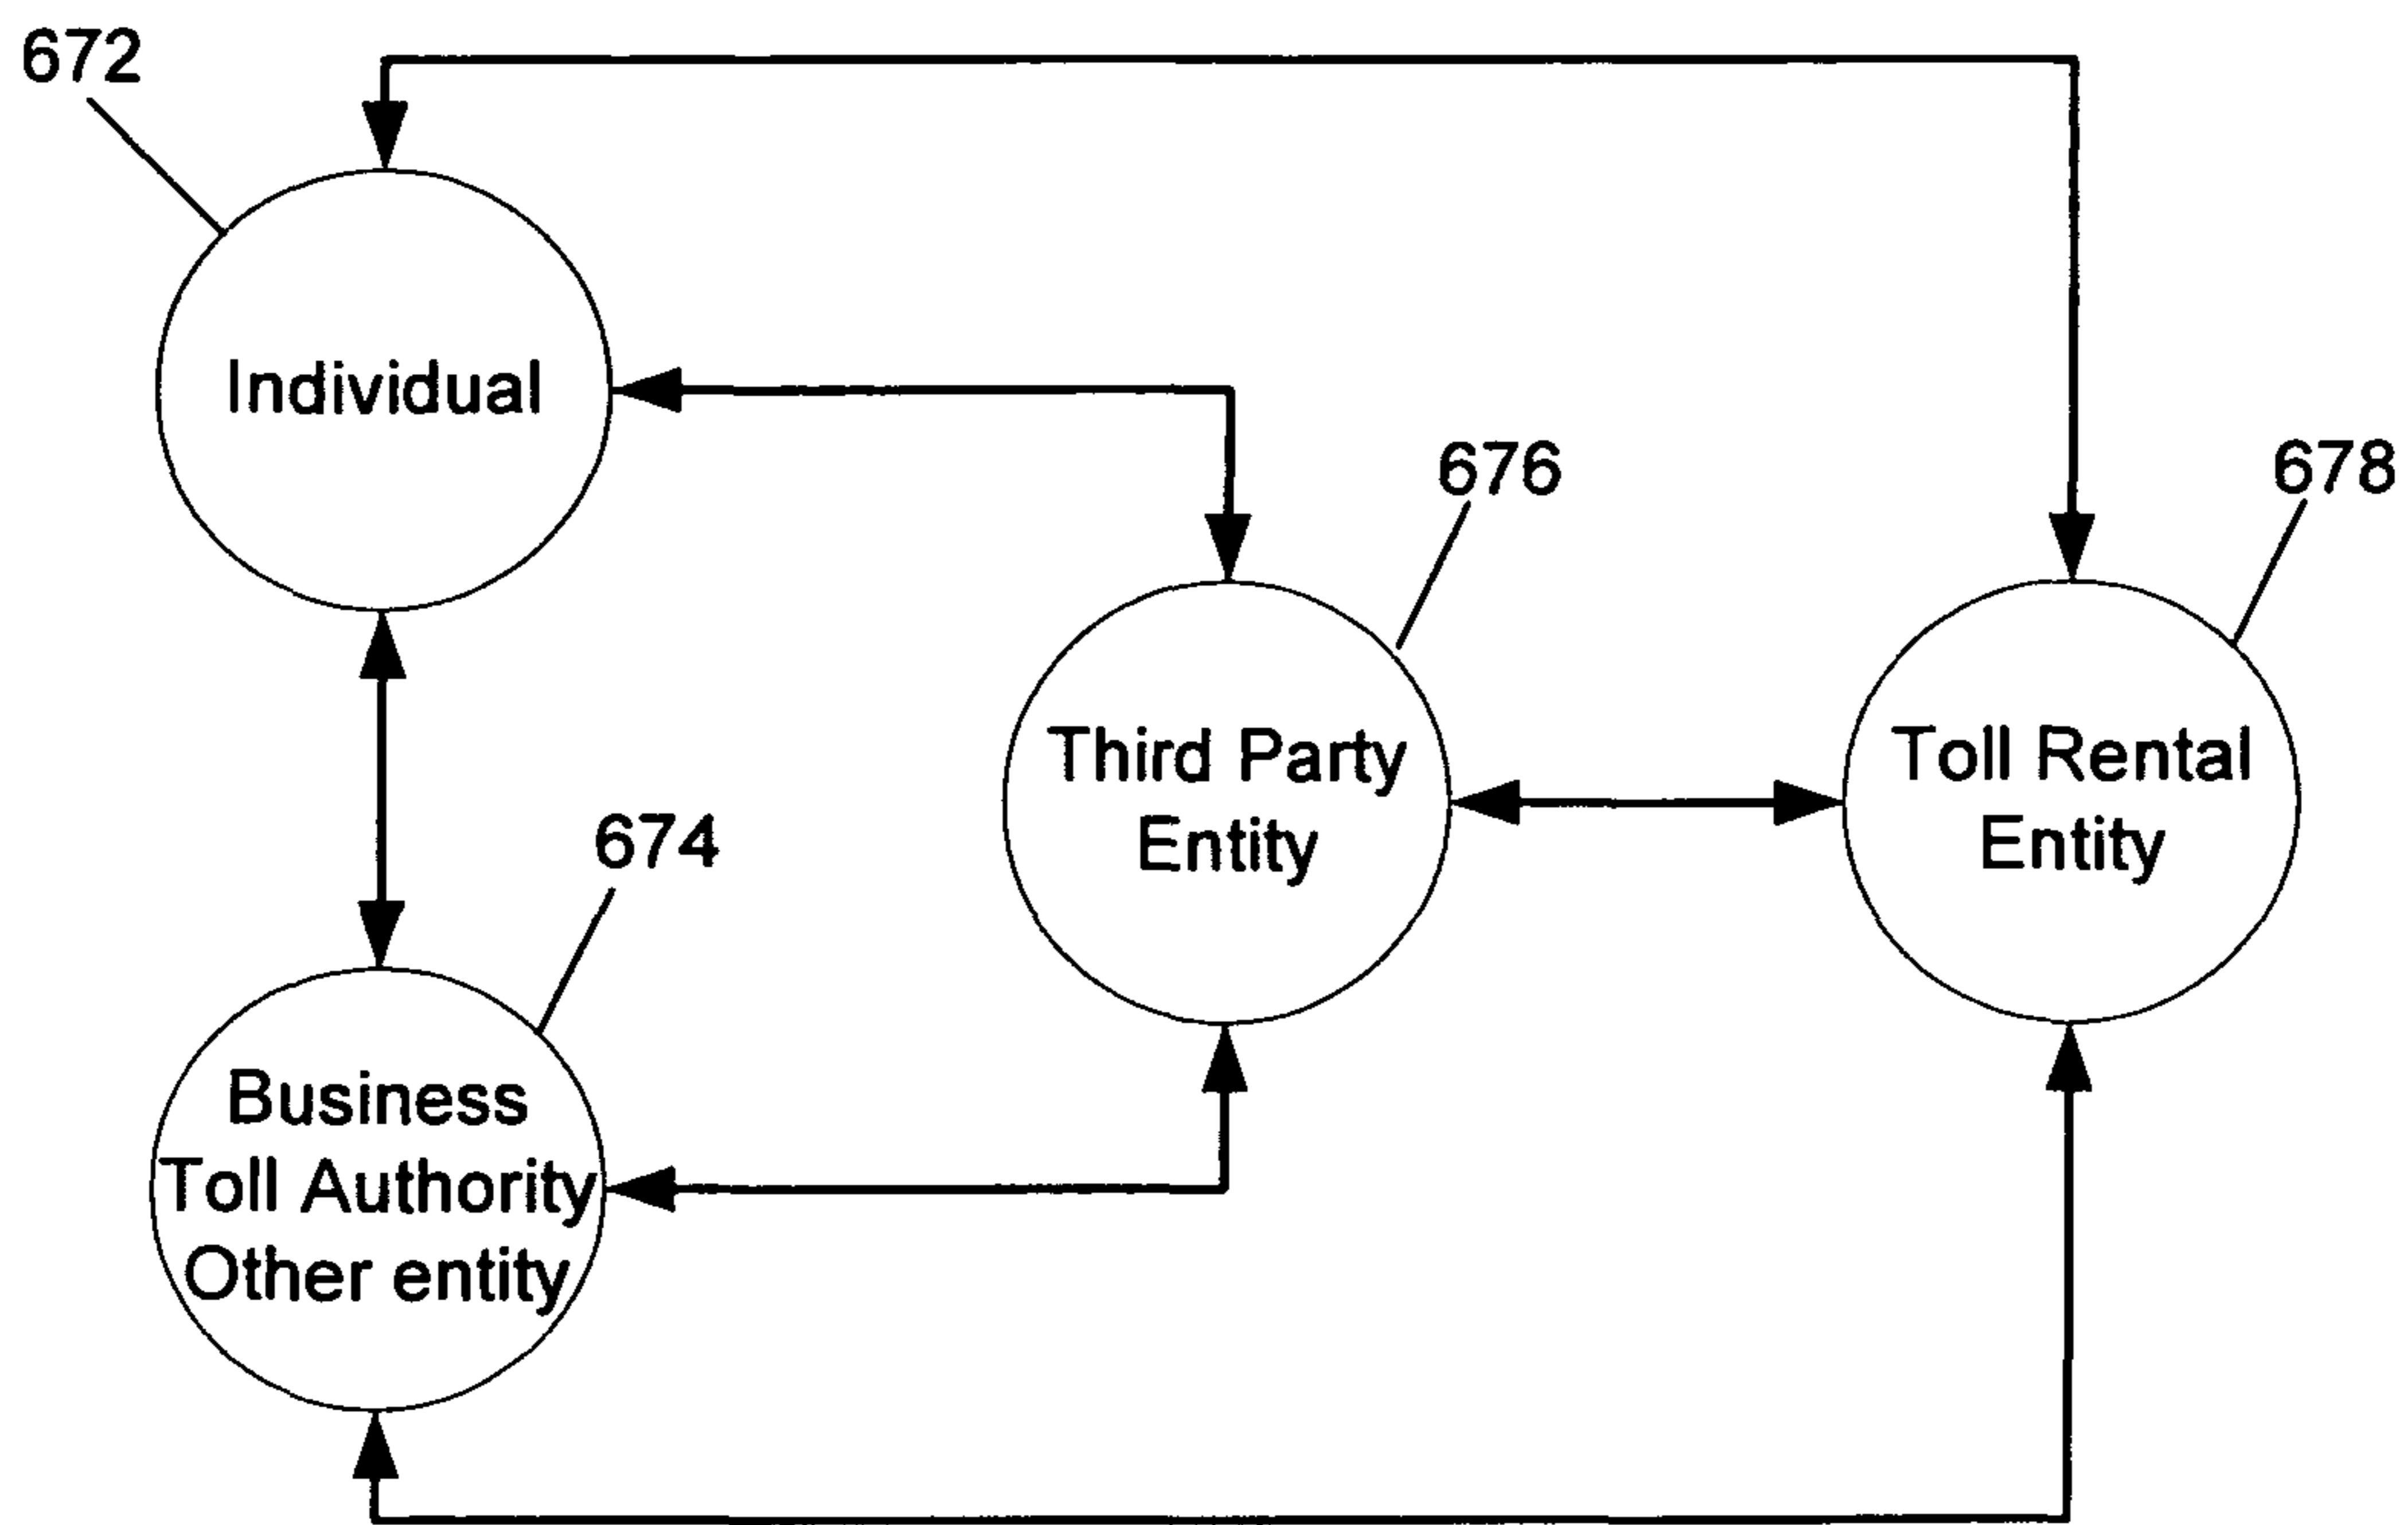 672
Individual
676
678
Third Party
Entity
Toll Rental
Entity
674
Business
Toll Authority
Other entity